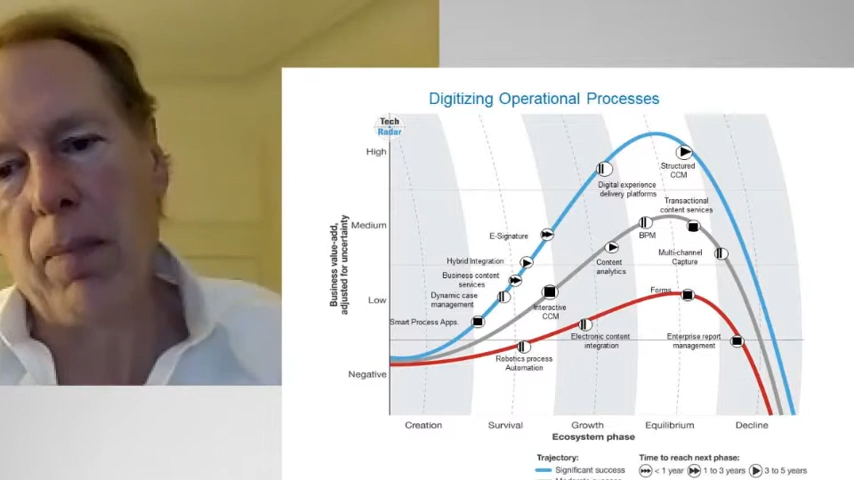 Digitizing Operational Processes
Tech
Radar
High
Medium
Low
Negative
Business value-add,
adjusted for uncertainty
Structured
CCM
Digital experience
delivery platforms
Transactional
content services
E-Signature
BPM
Multi-channel
Capture
Hybrid Integration
Content
analytics
Business content
services
Dynamic case
management
Forms
Interactive
CCM
Smart Process Apps.
Electronic content
integration
Enterprise report
management
Robotics process
Automation
Creation
Survival
Growth
Equilibrium
Decline
Ecosystem phase
Trajectory:
Significant success
Time to reach next phase:
< 1 year
1 to 3 years
3 to 5 years